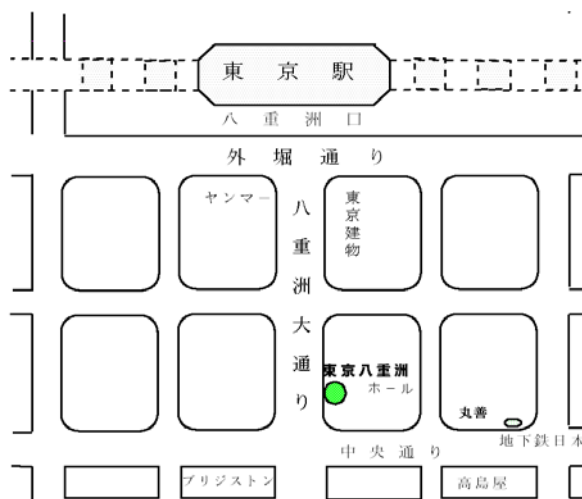 東京駅
八重洲口
外堀通り
ヤンマー
東京建物
八重洲大通り
東京八重洲
ホール
丸善
地下鉄日本
中央通り
ブリジストン
高島屋